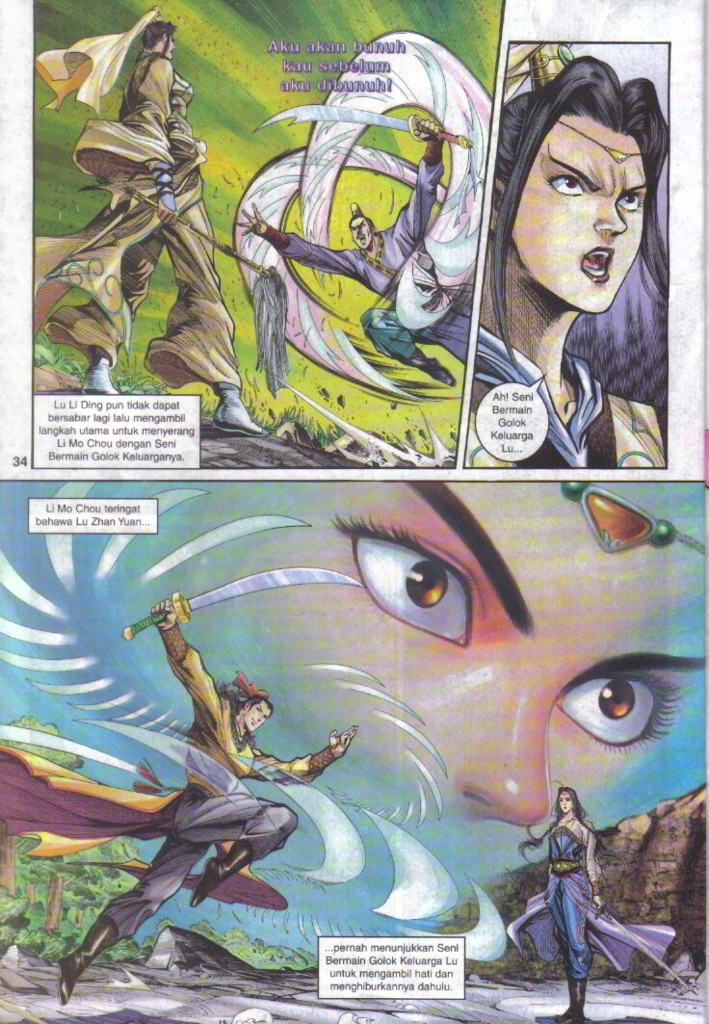 Aku akan bunuh
kau sebelum
aku dibunuh!
Ah! Seni
Bermain
Golok
Keluarga
Lu...
Lu Li Ding pun tidak dapat
bersabar lagi lalu mengambil
langkah utama untuk menyerang
Li Mo Chou dengan Seni
Bermain Golok Keluarganya.
34
Li Mo Chou teringat
bahawa Lu Zhan Yuan...
...pernah menunjukkan Seni
Bermain Golok Keluarga Lu
untuk mengambil hati dan
menghiburkannya dahulu.